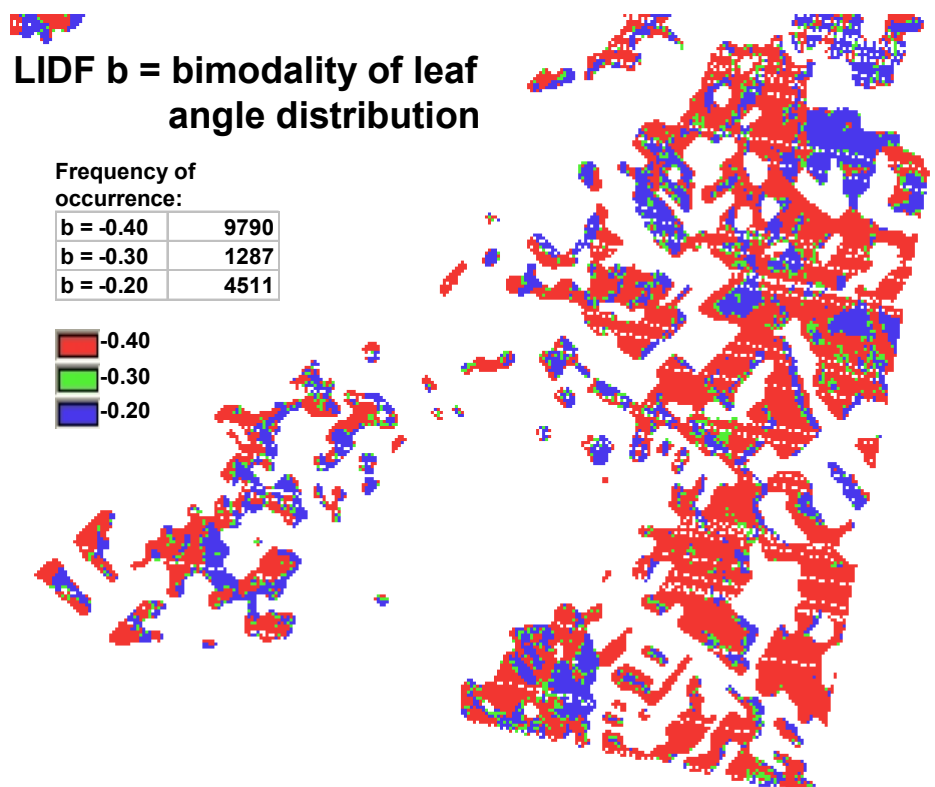 LIDF b = bimodality of leaf
angle distribution
Frequency of
occurrence:
b = -0.40 9790
b = -0.30 1287
b = -0.20 4511
-0.40
-0.30
-0.20